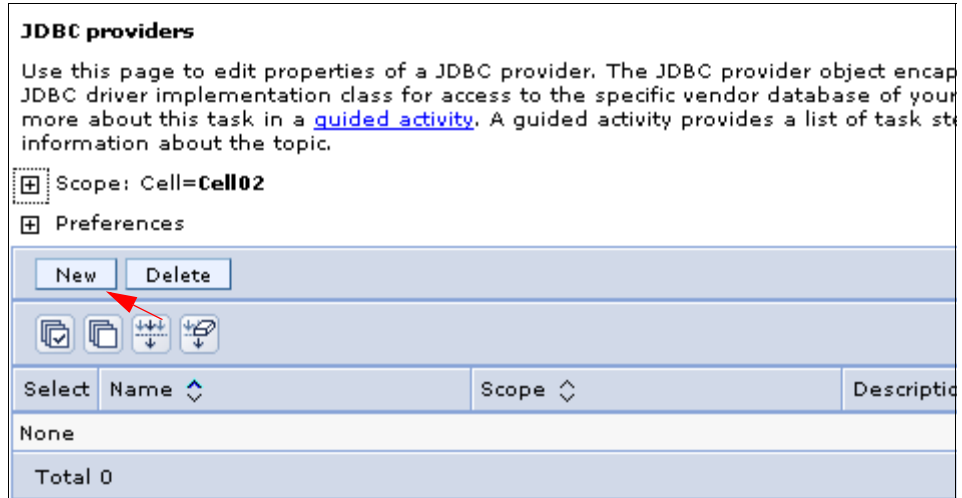 JDBC providers
Use this page to edit properties of a JDBC provider. The JDBC provider object encap
JDBC driver implementation class for access to the specific vendor database of your
more about this task in a guided activity. A guided activity provides a list of task ste
information about the topic.
Scope: Cell=Cell02
Preferences
New Delete
Select Name Scope Descriptio
None
Total 0